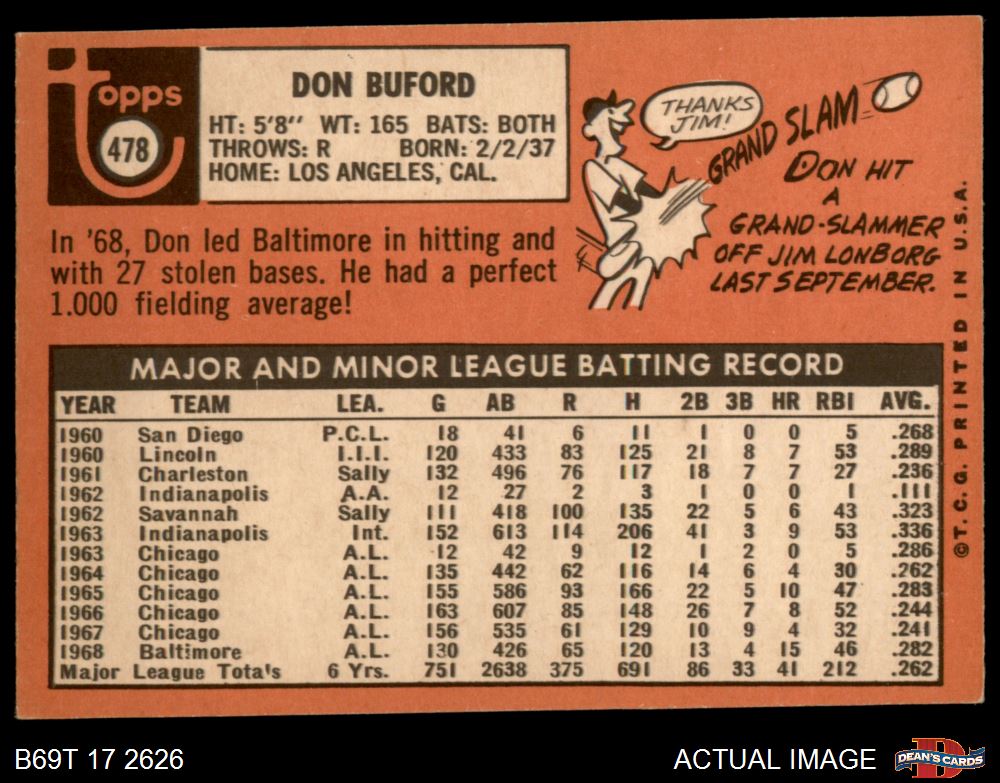 topps
478
DON BUFORD
HT: 5'8" WT: 165 BATS: BOTH
THROWS: R BORN: 2/2/37
HOME: LOS ANGELES, CAL.
In '68, Don led Baltimore in hitting and
with 27 stolen bases. He had a perfect
1.000 fielding average!
THANKS
JIM!
GRAND SLAM
DON HIT
A
GRAND-SLAMMER
OFF JIM LONBORG
LAST SEPTEMBER.
MAJOR AND MINOR LEAGUE BATTING RECORD
YEAR TEAM LEA. G AB R H 2B 3B HR RBI AVG.
1960 San Diego P.C.L. 18 41 6 11 1 0 0 5 .268
1960 Lincoln I.I.I. 120 433 83 125 21 8 7 53 .289
1961 Charleston Sally 132 496 76 117 18 7 7 27 .236
1962 Indianapolis A.A. 12 27 2 3 1 0 0 1 .111
1962 Savannah Sally 111 418 100 135 22 5 6 43 .323
1963 Indianapolis Int. 152 613 114 206 41 3 9 53 .336
1963 Chicago A.L. 12 42 9 12 1 2 0 5 .286
1964 Chicago A.L. 135 442 62 116 14 6 4 30 .262
1965 Chicago A.L. 155 586 93 166 22 5 10 47 .283
1966 Chicago A.L. 163 607 85 148 26 7 8 52 .244
1967 Chicago A.L. 156 535 61 129 10 9 4 32 .241
1968 Baltimore A.L. 130 426 65 120 13 4 15 46 .282
Major League Tota's 6 Yrs. 751 2638 375 691 86 33 41 212 .262
©T.C.G. PRINTED IN U.S.A.
B69T 17 2626
ACTUAL IMAGE
D
DEAN'S CARDS